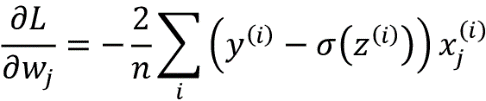 ∂L/∂w_j = −2/n ∑_i (y^(i) − σ(z^(i))) x_j^(i)